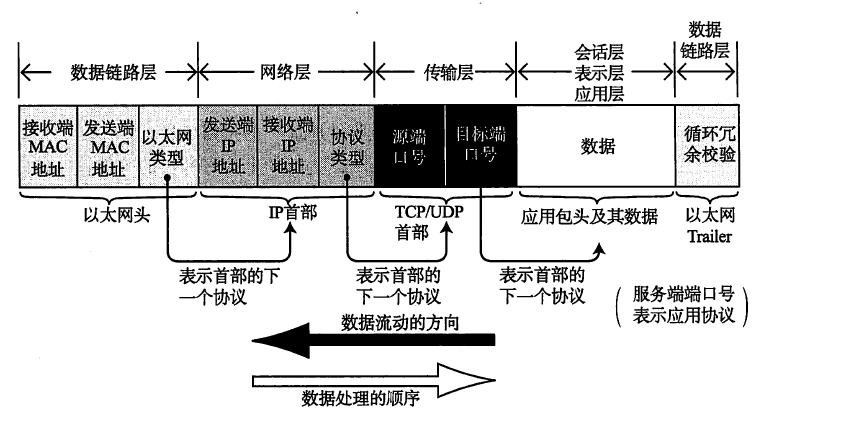 数据链路层
网络层
传输层
会话层
表示层
应用层
数据
链路层
接收端
MAC
地址
发送端
MAC
地址
以太网
类型
发送端
IP
地址
接收端
IP
地址
协议
类型
源端
口号
目标端
口号
数据
循环冗
余校验
以太网头
IP首部
TCP/UDP
首部
应用包头及其数据
以太网
Trailer
表示首部的下
一个协议
表示首部的
下一个协议
表示首部的
下一个协议
(服务端端口号
表示应用协议)
数据流动的方向
数据处理的顺序